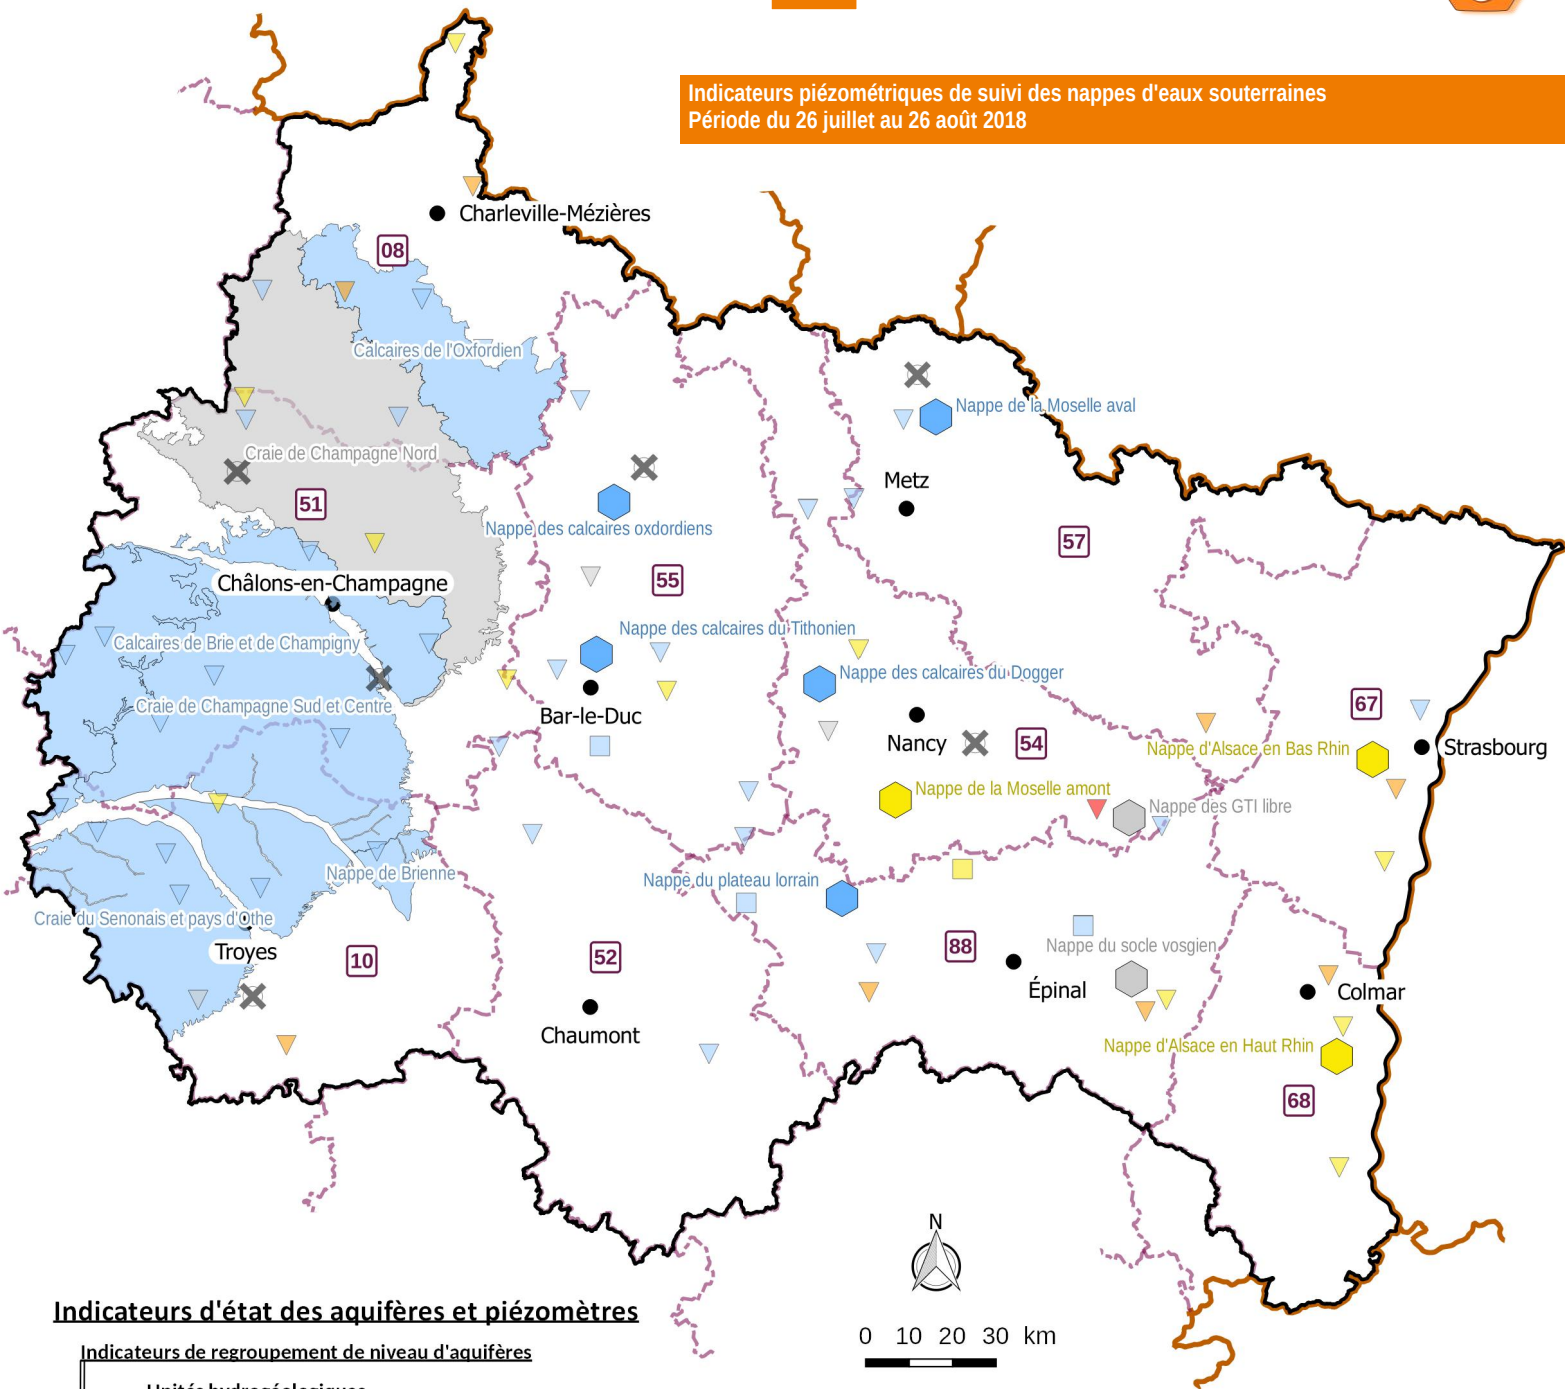 Indicateurs piézométriques de suivi des nappes d'eaux souterraines
Période du 26 juillet au 26 août 2018
Charleville-Mézières
08
Calcaires de l'Oxfordien
Nappe de la Moselle aval
Craie de Champagne Nord
Metz
51
Nappe des calcaires oxdordiens
57
55
Châlons-en-Champagne
Nappe des calcaires du Tithonien
Calcaires de Brie et de Champigny
Nappe des calcaires du Dogger
Craie de Champagne Sud et Centre
67
Bar-le-Duc
Nancy
54
Nappe d'Alsace en Bas Rhin
Strasbourg
Nappe de la Moselle amont
Nappe des GTI libre
Nappe de Brienne
Nappe du plateau lorrain
Craie du Senonais et pays d'Othe
Troyes
10
52
88
Nappe du socle vosgien
Épinal
Colmar
Chaumont
Nappe d'Alsace en Haut Rhin
68
N
Indicateurs d'état des aquifères et piézomètres
0 10 20 30 km
Indicateurs de regroupement de niveau d'aquifères
Unités hydrogéologiques